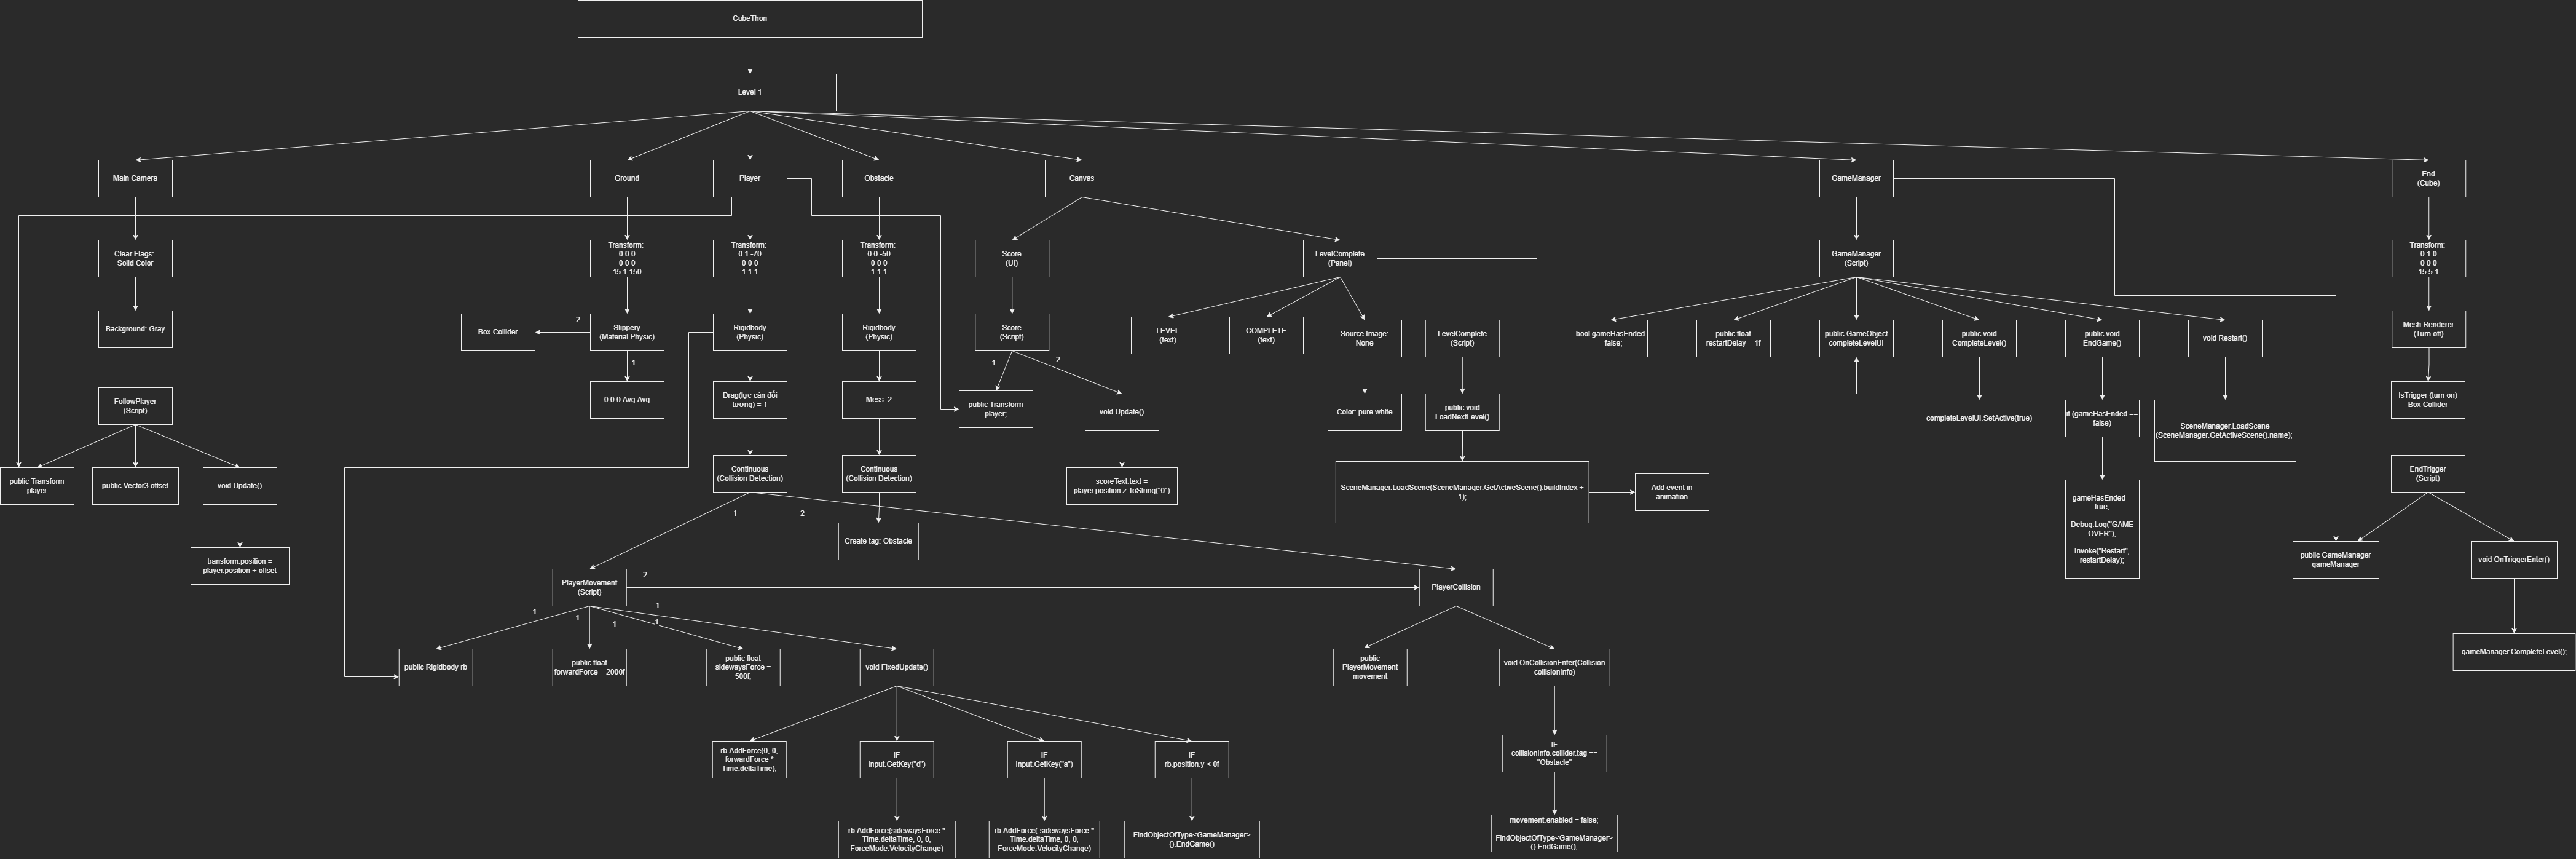 CubeThon
Level 1
Main Camera
Ground
Player
Obstacle
Canvas
GameManager
End
(Cube)
Clear Flags:
Solid Color
Transform:
0 0 0
0 0 0
15 1 150
Transform:
0 1 -70
0 0 0
1 1 1
Transform:
0 0 -50
0 0 0
1 1 1
Score
(UI)
LevelComplete
(Panel)
GameManager
(Script)
Transform:
0 1 0
0 0 0
15 5 1
Background: Gray
Box Collider
2
Slippery
(Material Physic)
Rigidbody
(Physic)
Rigidbody
(Physic)
Score
(Script)
LEVEL
(text)
COMPLETE
(text)
Source Image:
None
LevelComplete
(Script)
bool gameHasEnded
= false;
public float
restartDelay = 1f
public GameObject
completeLevelUI
public void
CompleteLevel()
public void
EndGame()
void Restart()
Mesh Renderer
(Turn off)
1
1
2
FollowPlayer
(Script)
0 0 0 Avg Avg
Drag(lực cản đối
tượng) = 1
Mess: 2
public Transform
player;
void Update()
Color: pure white
public void
LoadNextLevel()
completeLevelUI.SetActive(true)
if (gameHasEnded ==
false)
SceneManager.LoadScene
(SceneManager.GetActiveScene().name);
IsTrigger (turn on)
Box Collider
public Transform
player
public Vector3 offset
void Update()
Continuous
(Collision Detection)
Continuous
(Collision Detection)
scoreText.text =
player.position.z.ToString("0")
SceneManager.LoadScene(SceneManager.GetActiveScene().buildIndex +
1);
Add event in
animation
gameHasEnded =
true;
Debug.Log("GAME
OVER");
Invoke("Restart",
restartDelay);
EndTrigger
(Script)
1
2
transform.position =
player.position + offset
Create tag: Obstacle
public GameManager
gameManager
void OnTriggerEnter()
PlayerMovement
(Script)
2
PlayerCollision
1
1
1
1
1
public Rigidbody rb
public float
forwardForce = 2000f
public float
sidewaysForce =
500f;
void FixedUpdate()
public
PlayerMovement
movement
void OnCollisionEnter(Collision
collisionInfo)
gameManager.CompleteLevel();
rb.AddForce(0, 0,
forwardForce *
Time.deltaTime);
IF
Input.GetKey("d")
IF
Input.GetKey("a")
IF
rb.position.y < 0f
IF
collisionInfo.collider.tag ==
"Obstacle"
rb.AddForce(sidewaysForce *
Time.deltaTime, 0, 0,
ForceMode.VelocityChange)
rb.AddForce(-sidewaysForce *
Time.deltaTime, 0, 0,
ForceMode.VelocityChange)
FindObjectOfType<GameManager>
().EndGame()
movement.enabled = false;
FindObjectOfType<GameManager>
().EndGame();